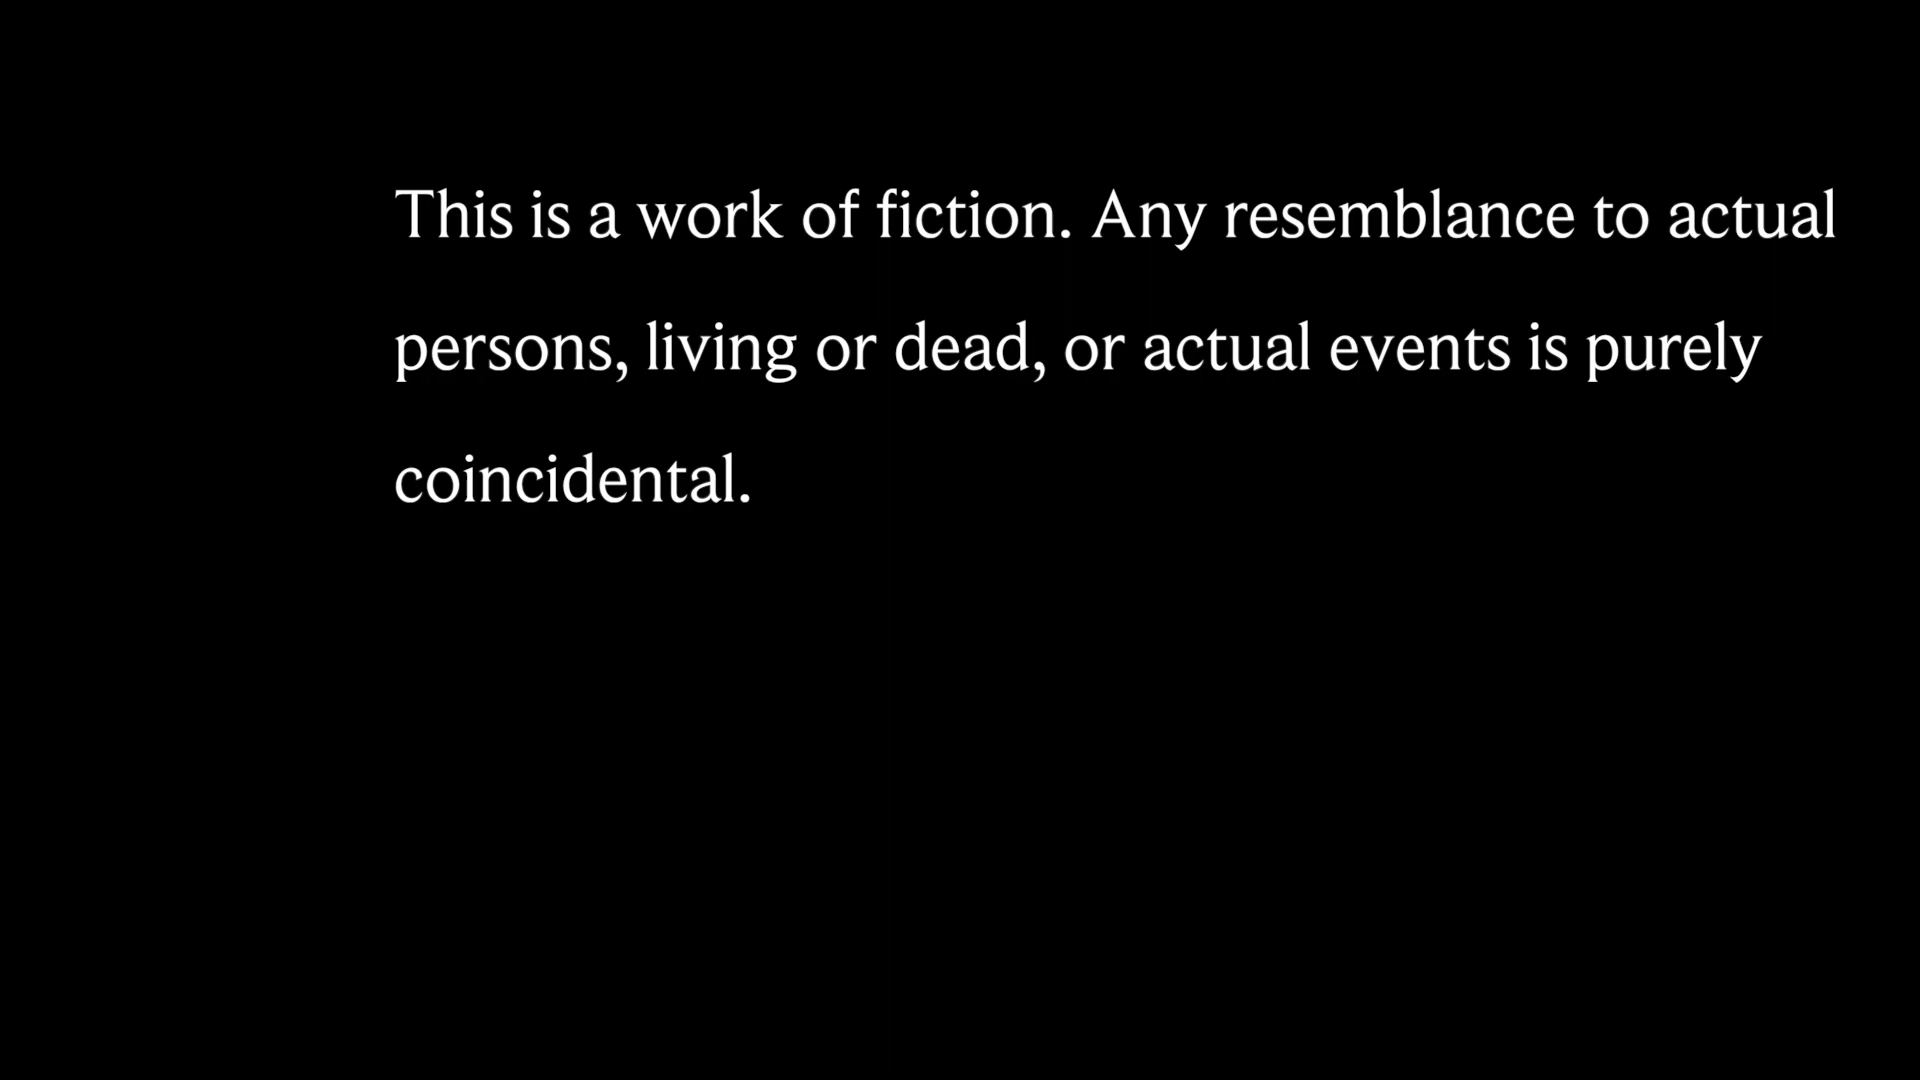 This is a work of fiction. Any resemblance to actual
persons, living or dead, or actual events is purely
coincidental.